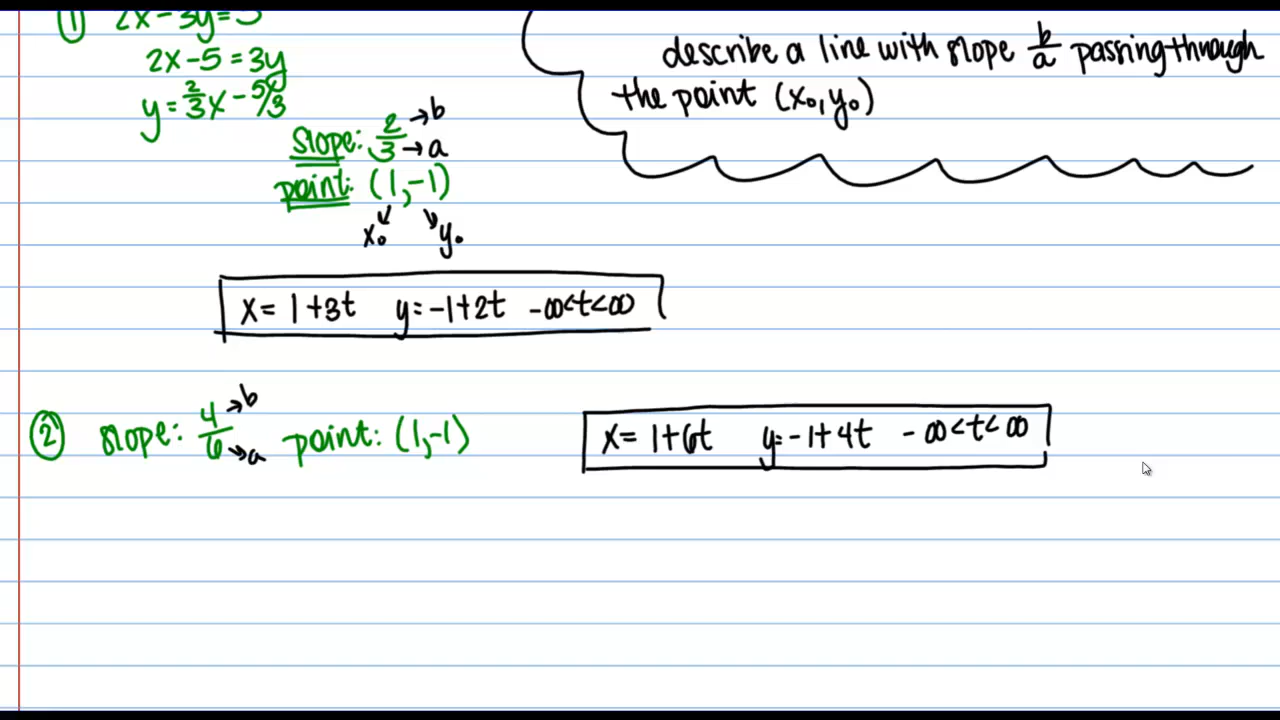 ① 2x-3y=5
2x-5=3y
y=2/3x-5/3
slope: 2/3 →b →a
point: (1,-1)
x₀ y₀
x=1+3t y=-1+2t -∞<t<∞
describe a line with slope b/a passing through
the point (x₀,y₀)
② slope: 4/6 →b →a point: (1,-1)
x=1+6t y=-1+4t -∞<t<∞